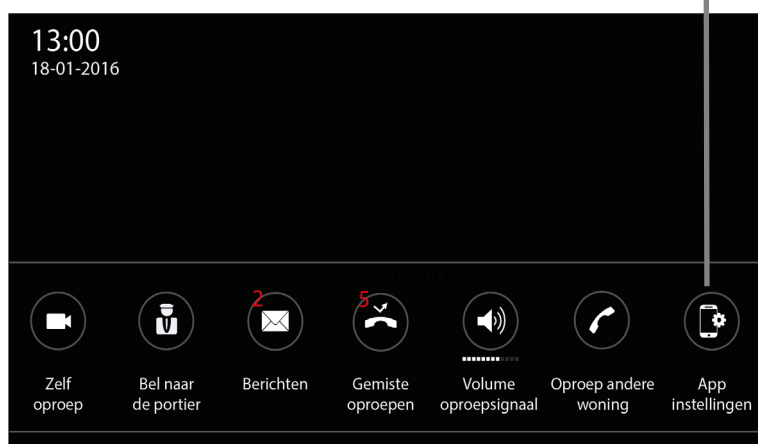 13:00
18-01-2016
2
5
Zelf
oproep
Bel naar
de portier
Berichten
Gemiste
oproepen
Volume
oproepsignaal
Oproep andere
woning
App
instellingen